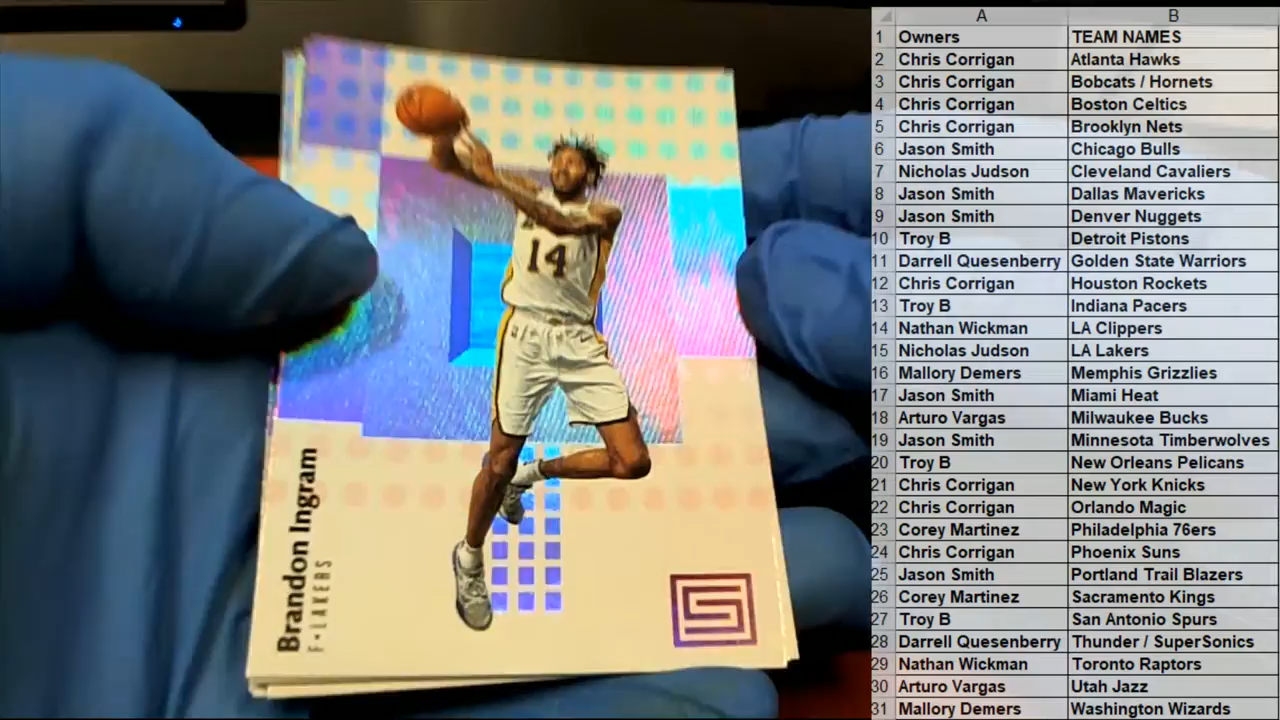 14
Brandon Ingram
F•LAKERS
A B
1 Owners TEAM NAMES
2 Chris Corrigan Atlanta Hawks
3 Chris Corrigan Bobcats / Hornets
4 Chris Corrigan Boston Celtics
5 Chris Corrigan Brooklyn Nets
6 Jason Smith Chicago Bulls
7 Nicholas Judson Cleveland Cavaliers
8 Jason Smith Dallas Mavericks
9 Jason Smith Denver Nuggets
10 Troy B Detroit Pistons
11 Darrell Quesenberry Golden State Warriors
12 Chris Corrigan Houston Rockets
13 Troy B Indiana Pacers
14 Nathan Wickman LA Clippers
15 Nicholas Judson LA Lakers
16 Mallory Demers Memphis Grizzlies
17 Jason Smith Miami Heat
18 Arturo Vargas Milwaukee Bucks
19 Jason Smith Minnesota Timberwolves
20 Troy B New Orleans Pelicans
21 Chris Corrigan New York Knicks
22 Chris Corrigan Orlando Magic
23 Corey Martinez Philadelphia 76ers
24 Chris Corrigan Phoenix Suns
25 Jason Smith Portland Trail Blazers
26 Corey Martinez Sacramento Kings
27 Troy B San Antonio Spurs
28 Darrell Quesenberry Thunder / SuperSonics
29 Nathan Wickman Toronto Raptors
30 Arturo Vargas Utah Jazz
31 Mallory Demers Washington Wizards